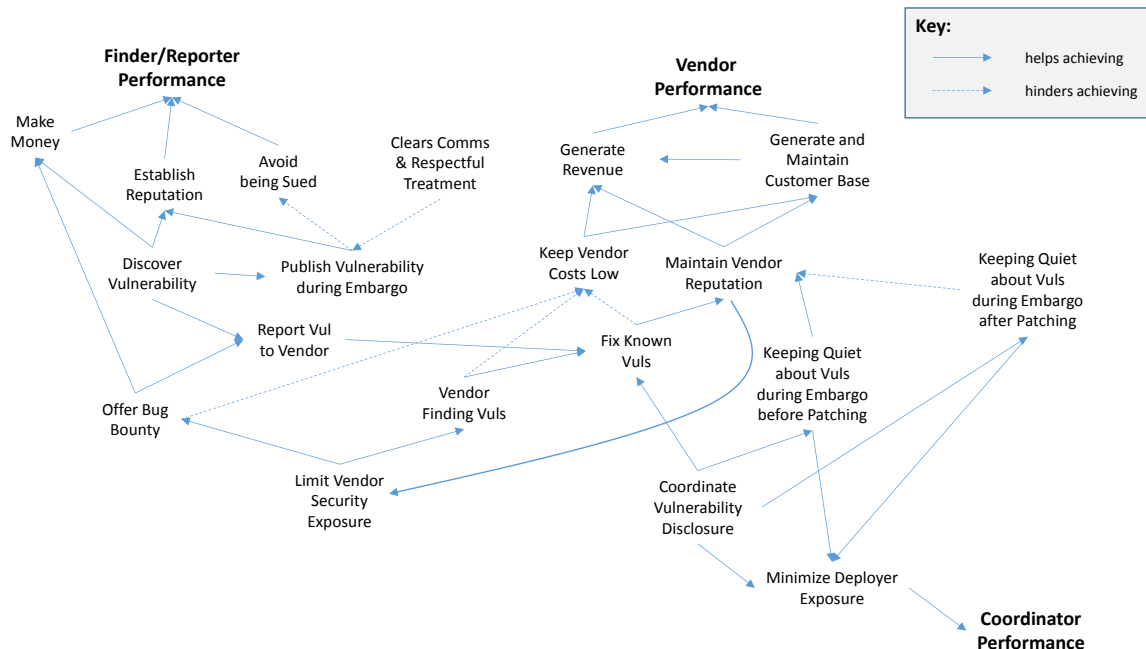 Key:
helps achieving
hinders achieving
Finder/Reporter
Performance
Vendor
Performance
Make
Money
Establish
Reputation
Avoid
being Sued
Clears Comms
& Respectful
Treatment
Generate
Revenue
Generate and
Maintain
Customer Base
Discover
Vulnerability
Publish Vulnerability
during Embargo
Keep Vendor
Costs Low
Maintain Vendor
Reputation
Keeping Quiet
about Vuls
during Embargo
after Patching
Report Vul
to Vendor
Fix Known
Vuls
Keeping Quiet
about Vuls
during Embargo
before Patching
Offer Bug
Bounty
Vendor
Finding Vuls
Limit Vendor
Security
Exposure
Coordinate
Vulnerability
Disclosure
Minimize Deployer
Exposure
Coordinator
Performance